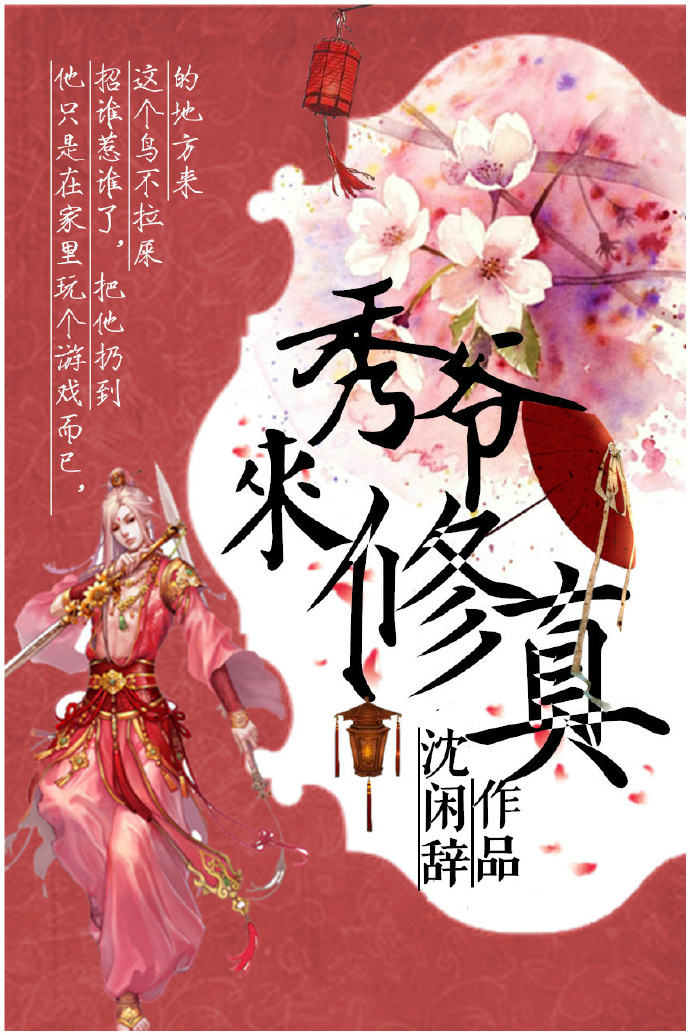 他只是在家里玩个游戏而已，
招谁惹谁了，把他扔到
这个鸟不拉屎
的地方来
秀爷
來修真
沈闲辞
作品